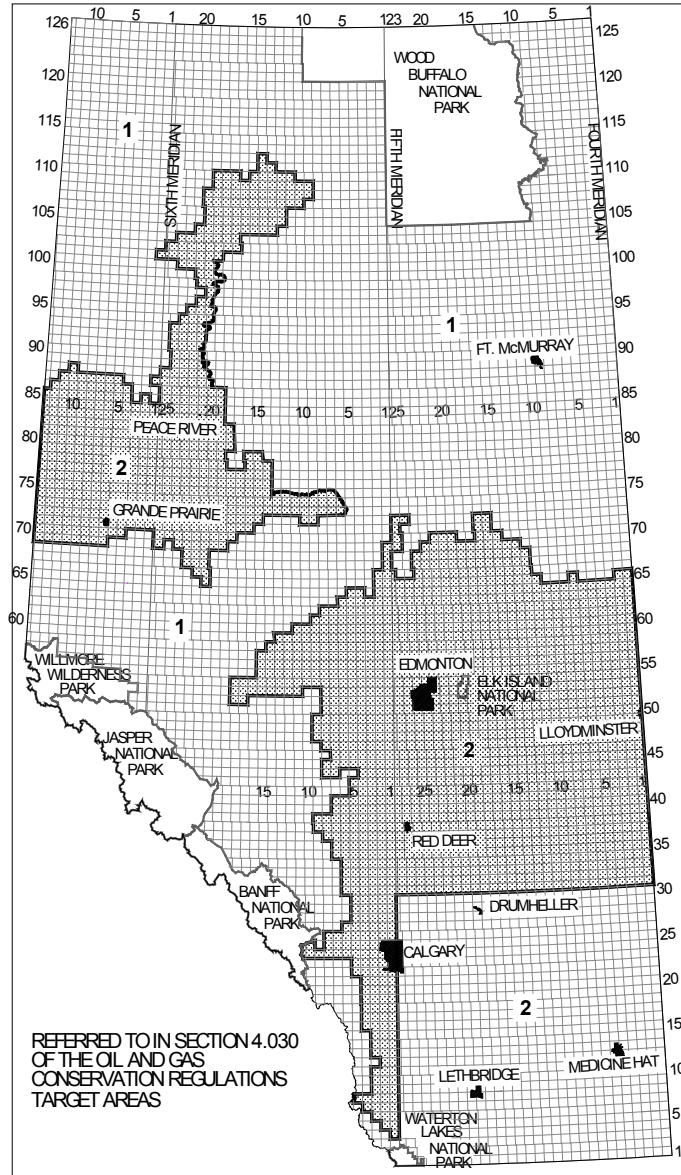 10 5 1 20 15 10 5 123 20 15 10 5 1
126
125
120
120
115
115
110
110
105
105
100
100
95
95
90
90
85
85
80
80
75
75
70
70
65
65
60
60
55
50
45
40
35
30
25
20
15
10
5
1
WOOD
BUFFALO
NATIONAL
PARK
SIXTH MERIDIAN
FIFTH MERIDIAN
FOURTH MERIDIAN
1
1
FT. McMURRAY
10 5 125 20 15 10 5 125 20 15 10 5 1
PEACE RIVER
2
GRANDE PRAIRIE
1
WILLMORE
WILDERNESS
PARK
EDMONTON
ELK ISLAND
NATIONAL
PARK
LLOYDMINSTER
JASPER
NATIONAL
PARK
2
15 10 5 1 25 20 15 10 5 1
RED DEER
BANFF
NATIONAL
PARK
DRUMHELLER
CALGARY
2
REFERRED TO IN SECTION 4.030
OF THE OIL AND GAS
CONSERVATION REGULATIONS
TARGET AREAS
LETHBRIDGE
MEDICINE HAT
WATERTON
LAKES
NATIONAL
PARK